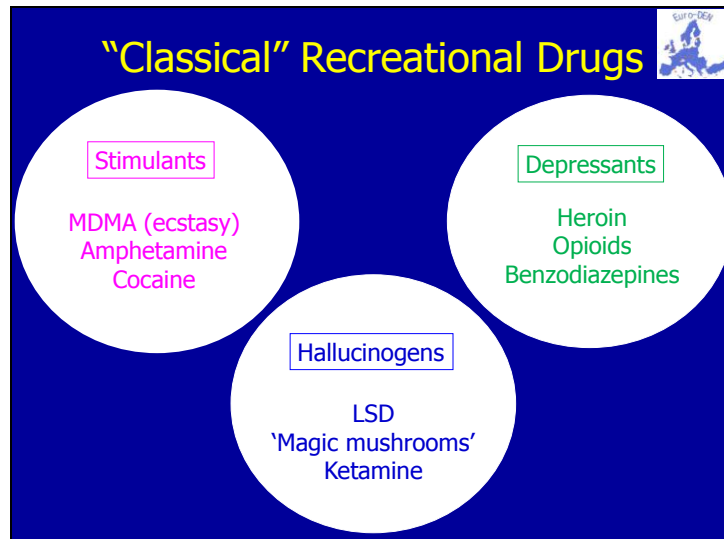 Euro-DEN
“Classical” Recreational Drugs
Stimulants
MDMA (ecstasy)
Amphetamine
Cocaine
Depressants
Heroin
Opioids
Benzodiazepines
Hallucinogens
LSD
‘Magic mushrooms’
Ketamine